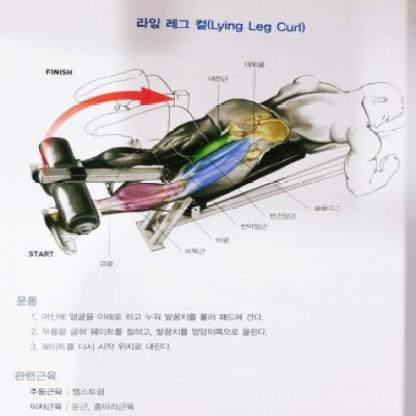 라잉 레그 컬(Lying Leg Curl)
FINISH
대퇴골
내전근
슬굴곡근
반건양근
반막양근
비골
비복근
START
경골
운동
1. 머신에 얼굴을 아래로 하고 누워 발꿈치를 롤러 패드에 건다.
2. 무릎을 굽혀 웨이트를 컬하고, 발꿈치를 엉덩이쪽으로 올린다.
3. 웨이트를 다시 시작 위치로 내린다.
관련근육
주동근육 : 햄스트링
이차근육 : 둔근, 종아리근육